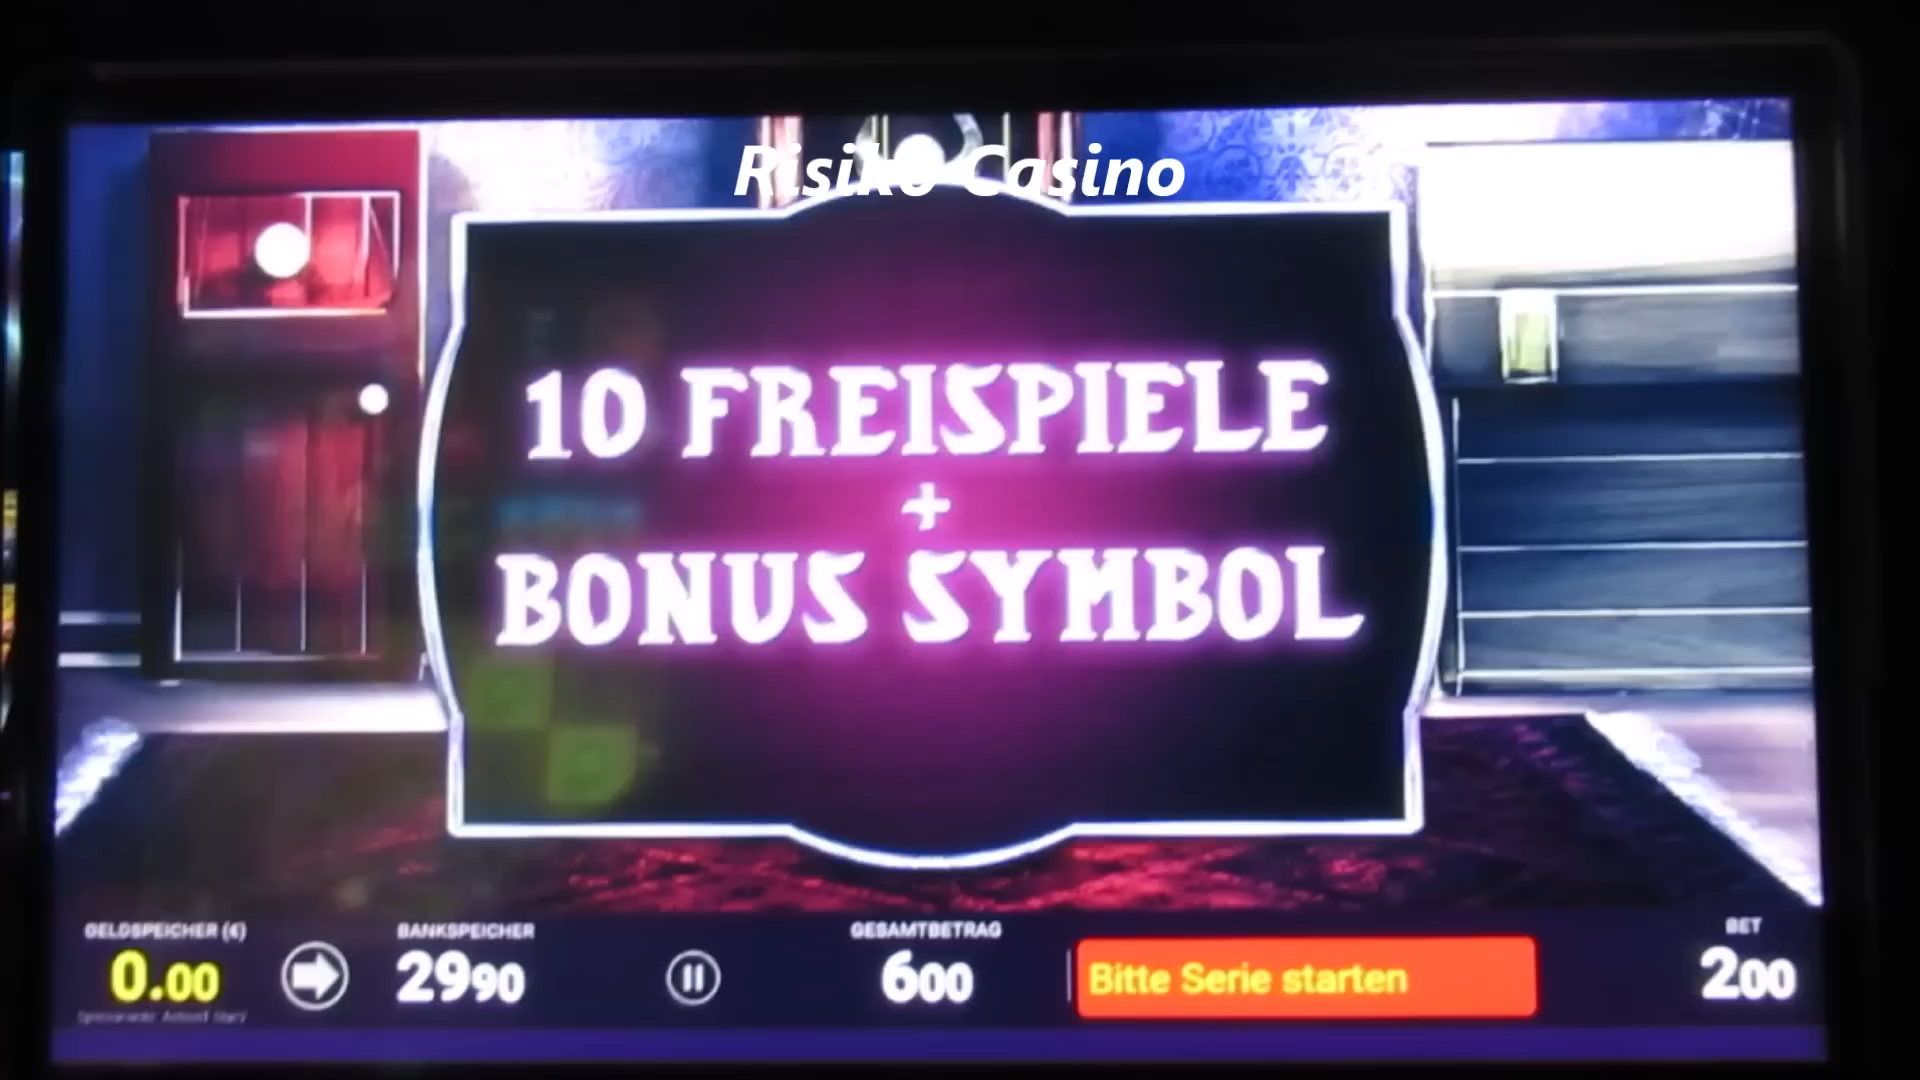 Risiko Casino
10 FREISPIELE
+
BONUS SYMBOL
GELDSPEICHER (€)
0.00
BANKSPEICHER
2990
GESAMTBETRAG
600
Bitte Serie starten
BET
200